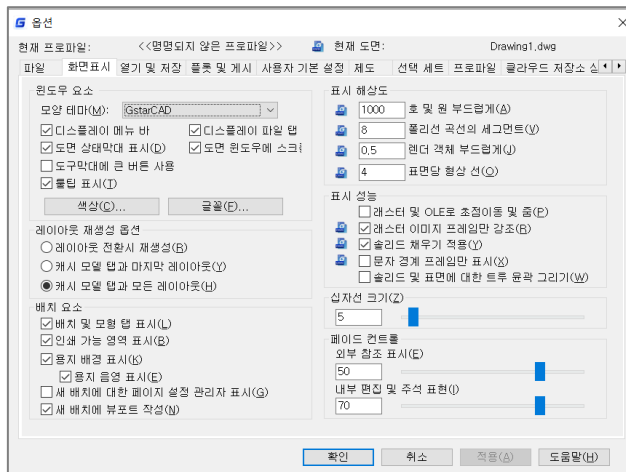 옵션
현재 프로파일: <<명명되지 않은 프로파일>> 현재 도면: Drawing1.dwg
파일 화면표시 열기 및 저장 플롯 및 게시 사용자 기본 설정 제도 선택 세트 프로파일 클라우드 저장소 싱
윈도우 요소
모양 테마(M): GstarCAD
디스플레이 메뉴 바 디스플레이 파일 탭
도면 상태막대 표시(D) 도면 윈도우에 스크롤
도구막대에 큰 버튼 사용
툴팁 표시(T)
색상(C)... 글꼴(F)...
레이아웃 재생성 옵션
레이아웃 전환시 재생성(R)
캐시 모델 탭과 마지막 레이아웃(Y)
캐시 모델 탭과 모든 레이아웃(H)
배치 요소
배치 및 모형 탭 표시(L)
인쇄 가능 영역 표시(B)
용지 배경 표시(K)
용지 음영 표시(E)
새 배치에 대한 페이지 설정 관리자 표시(G)
새 배치에 뷰포트 작성(N)
표시 해상도
1000 호 및 원 부드럽게(A)
8 폴리선 곡선의 세그먼트(V)
0,5 렌더 객체 부드럽게(J)
4 표면당 형상 선(O)
표시 성능
래스터 및 OLE로 초점이동 및 줌(P)
래스터 이미지 프레임만 강조(R)
솔리드 채우기 적용(Y)
문자 경계 프레임만 표시(X)
솔리드 및 표면에 대한 트루 윤곽 그리기(W)
십자선 크기(Z)
5
페이드 컨트롤
외부 참조 표시(E)
50
내부 편집 및 주석 표현(I)
70
확인 취소 적용(A) 도움말(H)